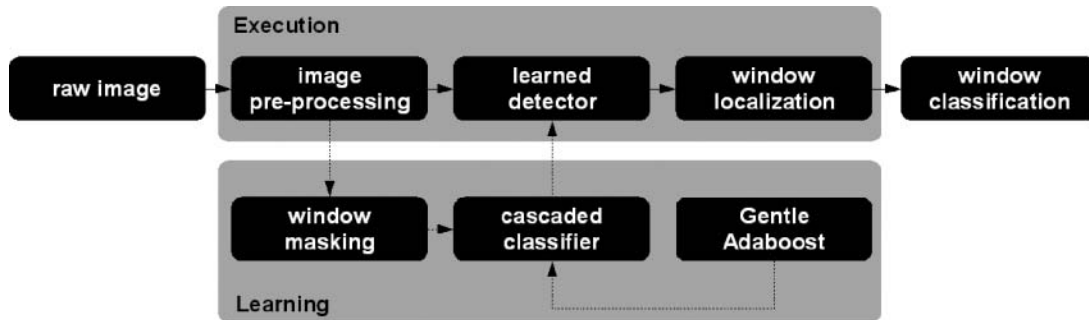 Execution
raw image
image
pre-processing
learned
detector
window
localization
window
classification
window
masking
cascaded
classifier
Gentle
Adaboost
Learning